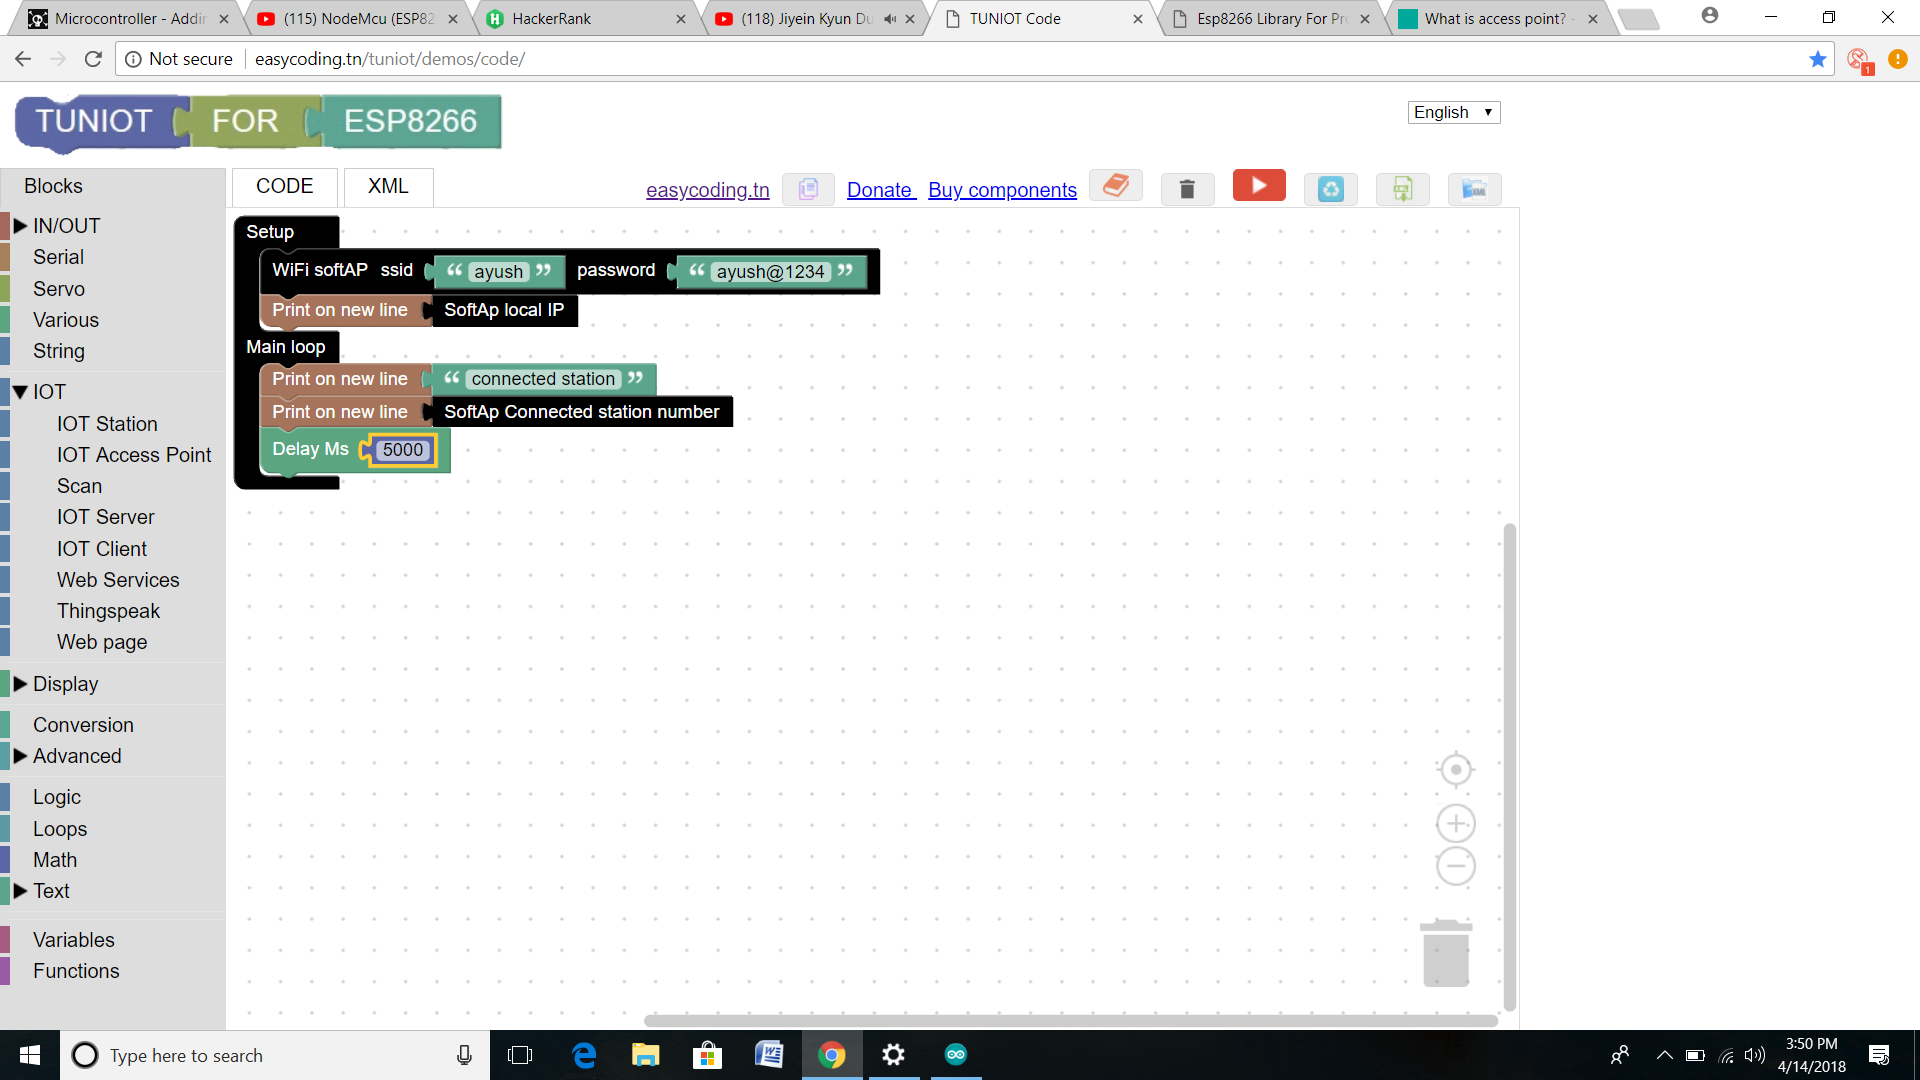 Microcontroller - Addin
(115) NodeMcu (ESP82
HackerRank
(118) Jiyein Kyun Du
TUNIOT Code
Esp8266 Library For Pro
What is access point? -
Not secure
easycoding.tn/tuniot/demos/code/
1
TUNIOT FOR ESP8266
English
Blocks
CODE
XML
easycoding.tn
Donate
Buy components
IN/OUT
Serial
Servo
Various
String
IOT
IOT Station
IOT Access Point
Scan
IOT Server
IOT Client
Web Services
Thingspeak
Web page
Display
Conversion
Advanced
Logic
Loops
Math
Text
Variables
Functions
Setup
WiFi softAP ssid “ ayush ” password “ ayush@1234 ”
Print on new line SoftAp local IP
Main loop
Print on new line “ connected station ”
Print on new line SoftAp Connected station number
Delay Ms 5000
Type here to search
3:50 PM
4/14/2018